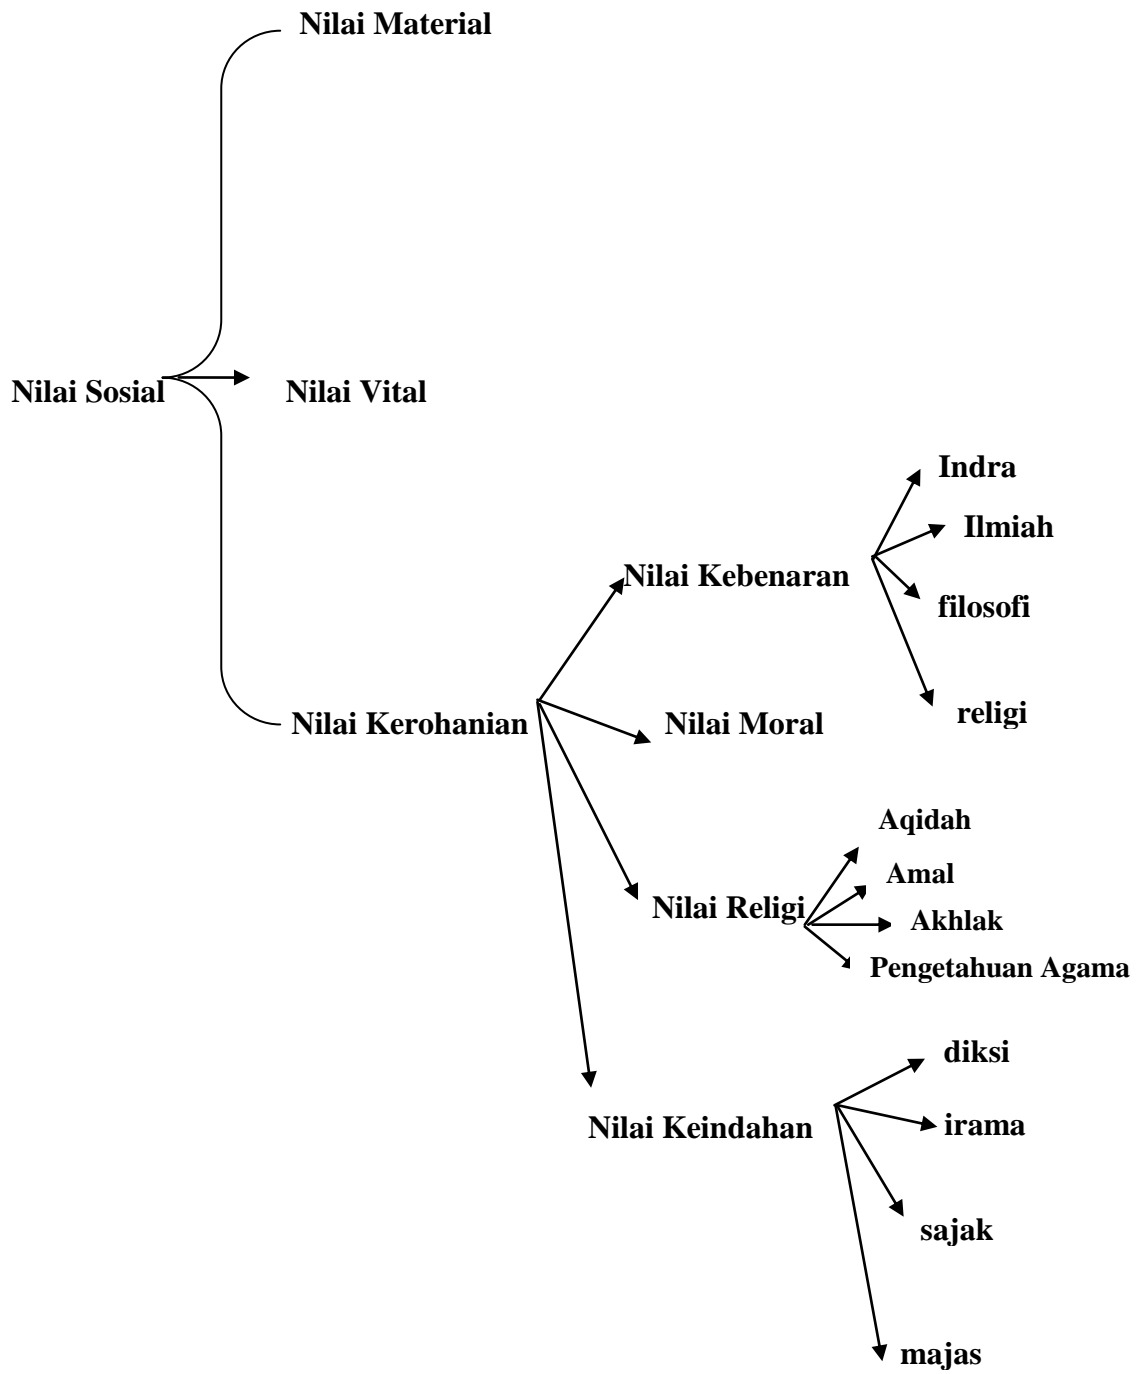 Nilai Material
Nilai Sosial
Nilai Vital
Indra
Ilmiah
Nilai Kebenaran
filosofi
religi
Nilai Kerohanian
Nilai Moral
Aqidah
Amal
Nilai Religi
Akhlak
Pengetahuan Agama
diksi
Nilai Keindahan
irama
sajak
majas